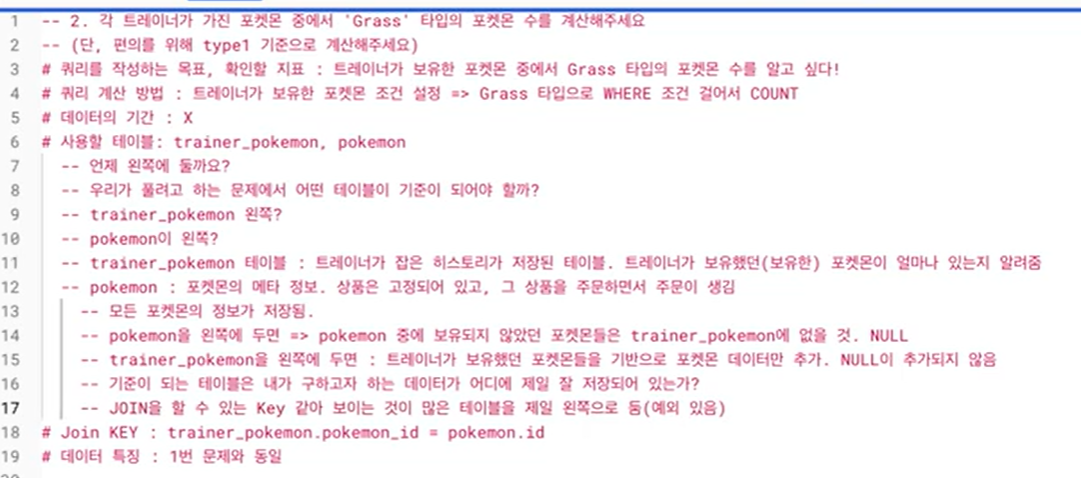 1 -- 2. 각 트레이너가 가진 포켓몬 중에서 'Grass' 타입의 포켓몬 수를 계산해주세요
2 -- (단, 편의를 위해 type1 기준으로 계산해주세요)
3 # 쿼리를 작성하는 목표, 확인할 지표 : 트레이너가 보유한 포켓몬 중에서 Grass 타입의 포켓몬 수를 알고 싶다!
4 # 쿼리 계산 방법 : 트레이너가 보유한 포켓몬 조건 설정 => Grass 타입으로 WHERE 조건 걸어서 COUNT
5 # 데이터의 기간 : X
6 # 사용할 테이블: trainer_pokemon, pokemon
7 -- 언제 왼쪽에 둘까요?
8 -- 우리가 풀려고 하는 문제에서 어떤 테이블이 기준이 되어야 할까?
9 -- trainer_pokemon 왼쪽?
10 -- pokemon이 왼쪽?
11 -- trainer_pokemon 테이블 : 트레이너가 잡은 히스토리가 저장된 테이블. 트레이너가 보유했던(보유한) 포켓몬이 얼마나 있는지 알려줌
12 -- pokemon : 포켓몬의 메타 정보. 상품은 고정되어 있고, 그 상품을 주문하면서 주문이 생김
13 -- 모든 포켓몬의 정보가 저장됨.
14 -- pokemon을 왼쪽에 두면 => pokemon 중에 보유되지 않았던 포켓몬들은 trainer_pokemon에 없을 것. NULL
15 -- trainer_pokemon을 왼쪽에 두면 : 트레이너가 보유했던 포켓몬들을 기반으로 포켓몬 데이터만 추가. NULL이 추가되지 않음
16 -- 기준이 되는 테이블은 내가 구하고자 하는 데이터가 어디에 제일 잘 저장되어 있는가?
17 -- JOIN을 할 수 있는 Key 같아 보이는 것이 많은 테이블을 제일 왼쪽으로 둠(예외 있음)
18 # Join KEY : trainer_pokemon.pokemon_id = pokemon.id
19 # 데이터 특징 : 1번 문제와 동일